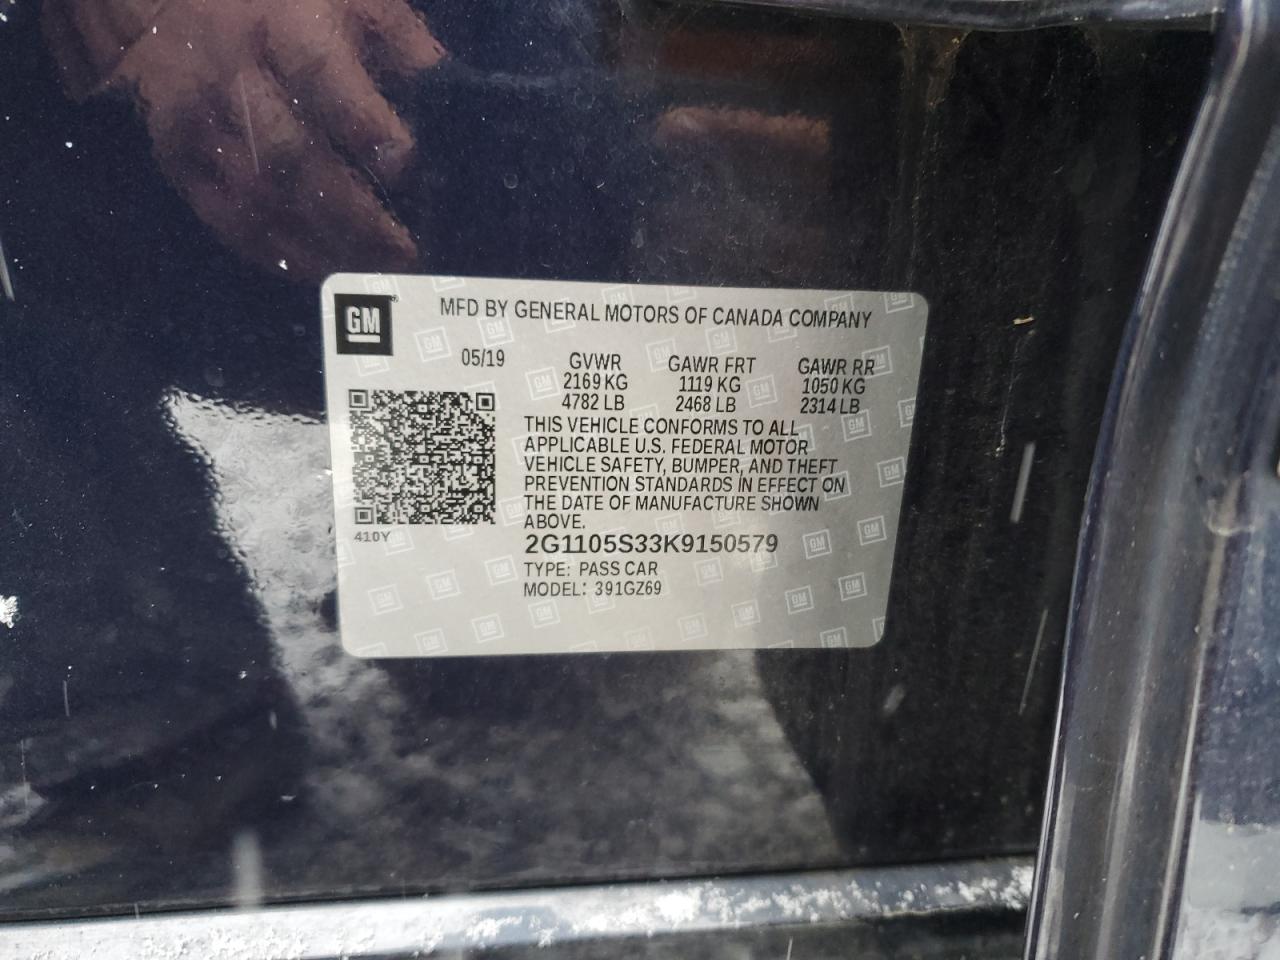 GM
MFD BY GENERAL MOTORS OF CANADA COMPANY
05/19 GVWR GAWR FRT GAWR RR
2169 KG 1119 KG 1050 KG
4782 LB 2468 LB 2314 LB
THIS VEHICLE CONFORMS TO ALL
APPLICABLE U.S. FEDERAL MOTOR
VEHICLE SAFETY, BUMPER, AND THEFT
PREVENTION STANDARDS IN EFFECT ON
THE DATE OF MANUFACTURE SHOWN
ABOVE.
410Y
2G1105S33K9150579
TYPE: PASS CAR
MODEL: 391GZ69